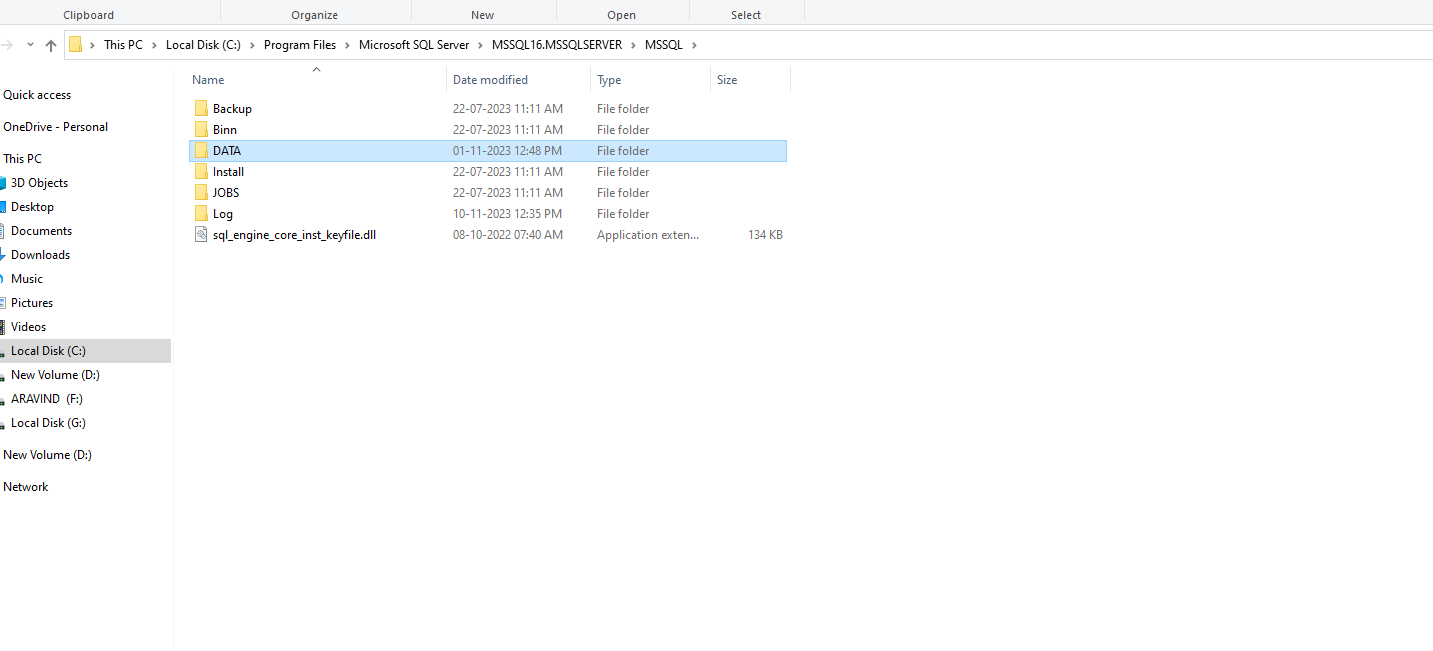 Clipboard Organize New Open Select
This PC Local Disk (C:) Program Files Microsoft SQL Server MSSQL16.MSSQLSERVER MSSQL
Quick access
OneDrive - Personal
This PC
3D Objects
Desktop
Documents
Downloads
Music
Pictures
Videos
Local Disk (C:)
New Volume (D:)
ARAVIND (F:)
Local Disk (G:)
New Volume (D:)
Network
Name Date modified Type Size
Backup 22-07-2023 11:11 AM File folder
Binn 22-07-2023 11:11 AM File folder
DATA 01-11-2023 12:48 PM File folder
Install 22-07-2023 11:11 AM File folder
JOBS 22-07-2023 11:11 AM File folder
Log 10-11-2023 12:35 PM File folder
sql_engine_core_inst_keyfile.dll 08-10-2022 07:40 AM Application exten... 134 KB